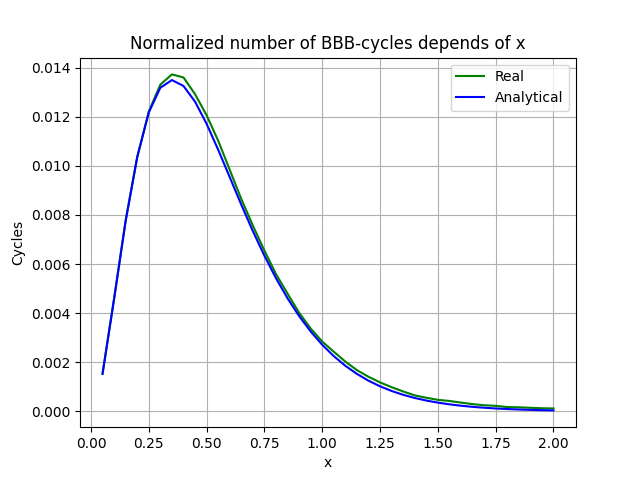 Normalized number of BBB-cycles depends of x
Real
Analytical
Cycles
0.014
0.012
0.010
0.008
0.006
0.004
0.002
0.000
0.00 0.25 0.50 0.75 1.00 1.25 1.50 1.75 2.00
x